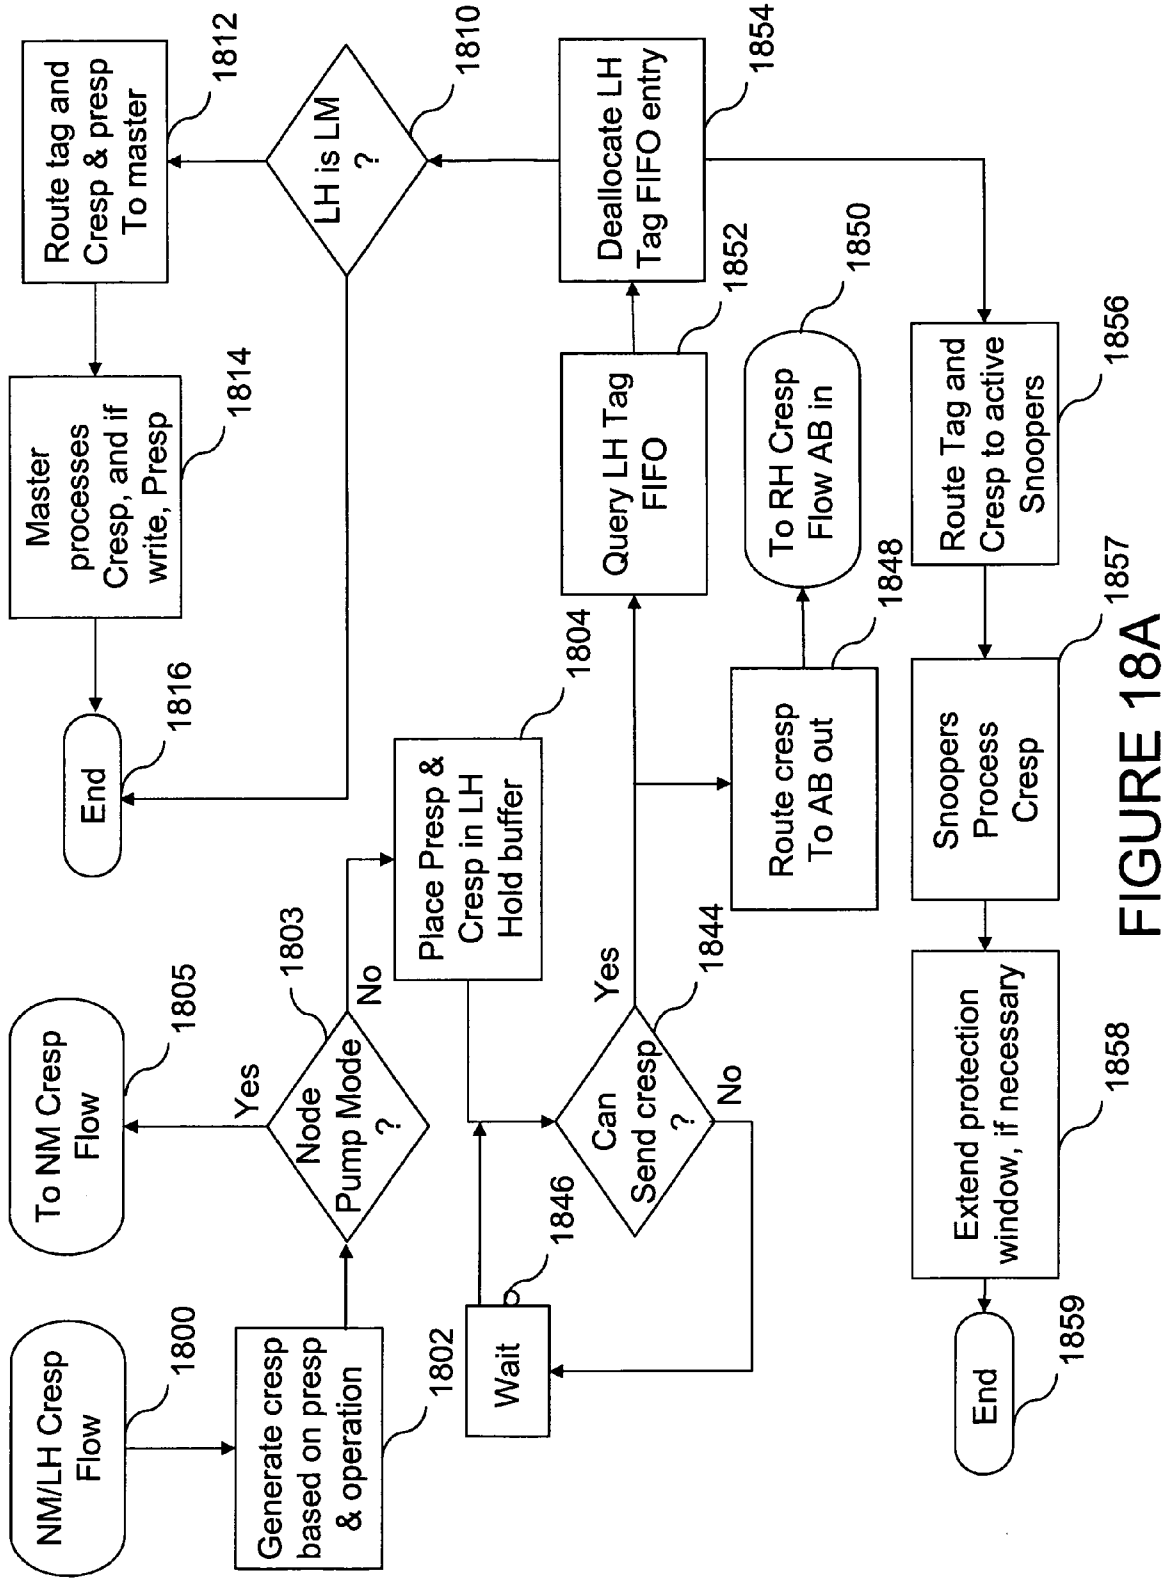 NM/LH Cresp
Flow
1800
Generate cresp
based on presp
& operation
1802
To NM Cresp
Flow
1805
Yes
Node
Pump Mode
?
1803
No
Place Presp &
Cresp in LH
Hold buffer
1804
Wait
1846
Can
Send cresp
?
1844
Yes
No
Route cresp
To AB out
1848
To RH Cresp
Flow AB in
1850
Query LH Tag
FIFO
1852
Deallocate LH
Tag FIFO entry
1854
LH is LM
?
1810
Route tag and
Cresp & presp
To master
1812
Master
processes
Cresp, and if
write, Presp
1814
End
1816
Route Tag and
Cresp to active
Snoopers
1856
Snoopers
Process
Cresp
1857
Extend protection
window, if necessary
1858
End
1859
FIGURE 18A